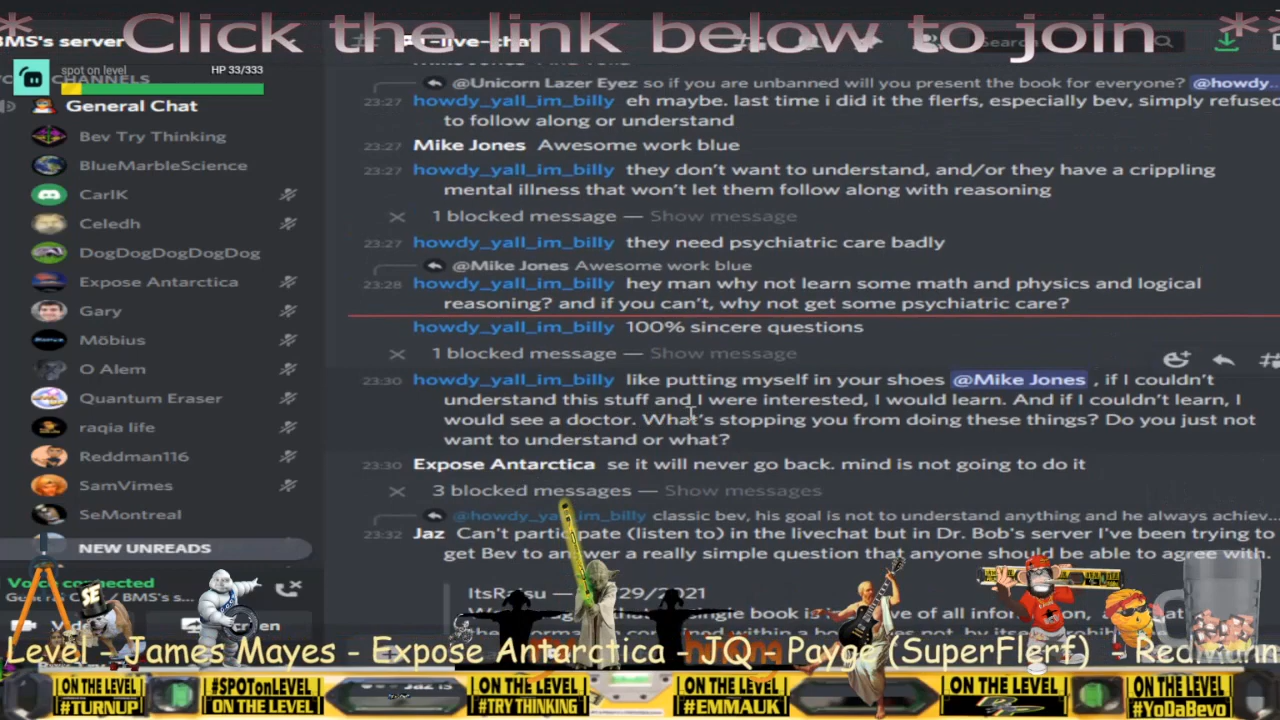 * Click the link below to join **
BMS's server
spot on level HP 33/333
CHANNELS
General Chat
Bev Try Thinking
BlueMarbleScience
CarlK
Celedh
DogDogDogDogDog
Expose Antarctica
Gary
Möbius
O Alem
Quantum Eraser
raqia life
Reddman116
SamVimes
SeMontreal
NEW UNREADS
Voice connected
BMS's s...
Search
@Unicorn Lazer Eyez so if you are unbanned will you present the book for everyone? @howdy...
23:27 howdy_yall_im_billy eh maybe. last time i did it the flerfs, especially bev, simply refused
to follow along or understand
23:27 Mike Jones Awesome work blue
23:27 howdy_yall_im_billy they don't want to understand, and/or they have a crippling
mental illness that won't let them follow along with reasoning
1 blocked message — Show message
23:27 howdy_yall_im_billy they need psychiatric care badly
@Mike Jones Awesome work blue
23:28 howdy_yall_im_billy hey man why not learn some math and physics and logical
reasoning? and if you can't, why not get some psychiatric care?
howdy_yall_im_billy 100% sincere questions
1 blocked message — Show message
23:30 howdy_yall_im_billy like putting myself in your shoes @Mike Jones , if I couldn't
understand this stuff and I were interested, I would learn. And if I couldn't learn, I
would see a doctor. What's stopping you from doing these things? Do you just not
want to understand or what?
23:30 Expose Antarctica se it will never go back. mind is not going to do it
3 blocked messages — Show messages
@howdy_yall_im_billy classic bev, his goal is not to understand anything and he always achiev...
23:32 Jaz Can't participate (listen to) in the livechat but in Dr. Bob's server I've been trying to
get Bev to answer a really simple question that anyone should be able to agree with.
Level - James Mayes - Expose Antarctica - JQ - Payge (SuperFlerf) - Redmann
ON THE LEVEL #TURNUP
#SPOTonLEVEL ON THE LEVEL
ON THE LEVEL #TRY THINKING
ON THE LEVEL #EMMAUK
ON THE LEVEL
ON THE LEVEL #YoDaBevo